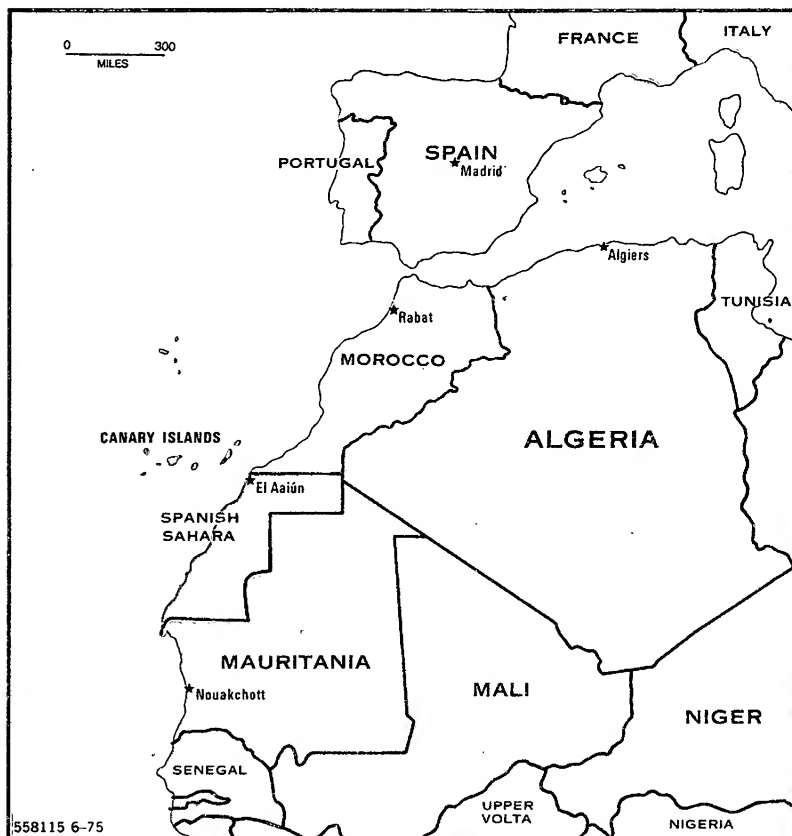 FRANCE
ITALY
0 300
MILES
PORTUGAL
SPAIN
Madrid
Algiers
TUNISIA
Rabat
MOROCCO
ALGERIA
CANARY ISLANDS
El Aaiún
SPANISH
SAHARA
MAURITANIA
Nouakchott
MALI
NIGER
SENEGAL
UPPER
VOLTA
NIGERIA
558115 6-75